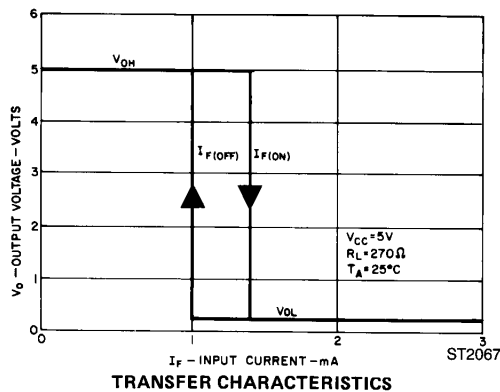 6
5
4
3
2
1
0
V₀-OUTPUT VOLTAGE-VOLTS
VOH
IF(OFF)
IF(ON)
VCC=5V
RL=270Ω
TA=25°C
VOL
0
1
2
3
IF-INPUT CURRENT-mA
ST2067
TRANSFER CHARACTERISTICS